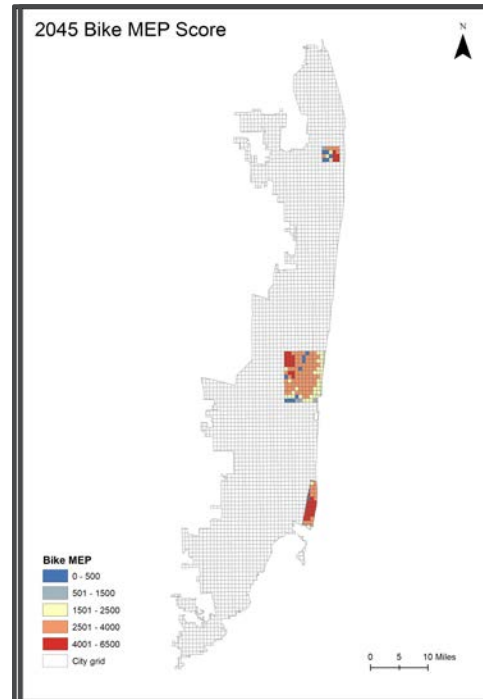 2045 Bike MEP Score
N
Bike MEP
0 - 500
501 - 1500
1501 - 2500
2501 - 4000
4001 - 6500
City grid
0 5 10 Miles